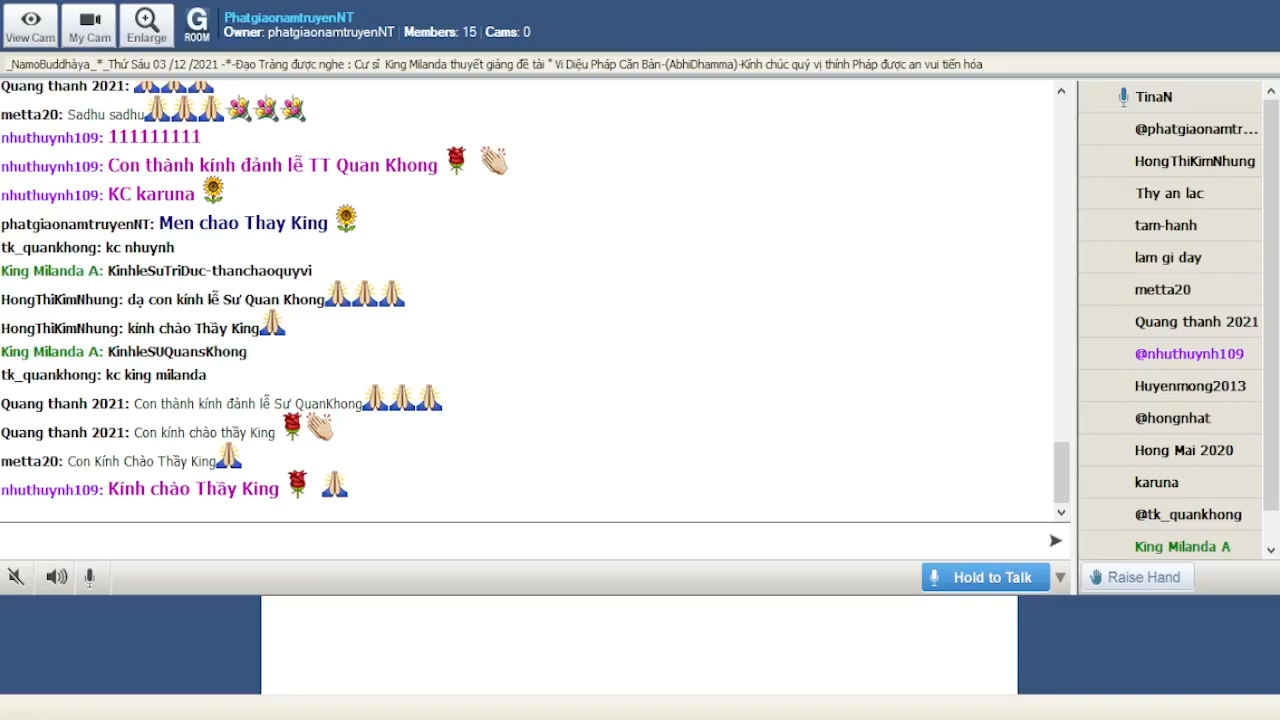 View Cam
My Cam
Enlarge
G
ROOM
PhatgiaonamtruyenNT
Owner: phatgiaonamtruyenNT | Members: 15 | Cams: 0
_NamoBuddhàya_*_Thứ Sáu 03 /12 /2021 -*-Đạo Tràng được nghe : Cư sĩ King Milanda thuyết giảng đề tài " Vi Diệu Pháp Căn Bản-(AbhiDhamma)-Kính chúc quý vị thính Pháp được an vui tiến hóa
Quang thanh 2021:
metta20: Sadhu sadhu
nhuthuynh109: 111111111
nhuthuynh109: Con thành kính đảnh lễ TT Quan Khong
nhuthuynh109: KC karuna
phatgiaonamtruyenNT: Men chao Thay King
tk_quankhong: kc nhuynh
King Milanda A: KinhleSuTriDuc-thanchaoquyvi
HongThiKimNhung: dạ con kính lễ Sư Quan Khong
HongThiKimNhung: kính chào Thầy King
King Milanda A: KinhleSUQuansKhong
tk_quankhong: kc king milanda
Quang thanh 2021: Con thành kính đảnh lễ Sư QuanKhong
Quang thanh 2021: Con kính chào thầy King
metta20: Con Kính Chào Thầy King
nhuthuynh109: Kính chào Thầy King
TinaN
@phatgiaonamtr...
HongThiKimNhung
Thy an lac
tam-hanh
lam gi day
metta20
Quang thanh 2021
@nhuthuynh109
Huyenmong2013
@hongnhat
Hong Mai 2020
karuna
@tk_quankhong
King Milanda A
Hold to Talk
Raise Hand